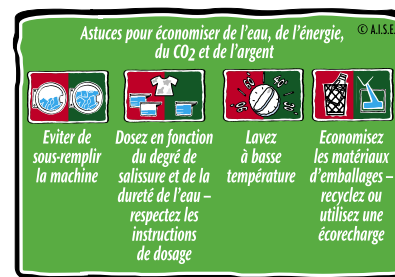 Astuces pour économiser de l'eau, de l'énergie,
du CO2 et de l'argent
© A.I.S.E.
Eviter de
sous-remplir
la machine
Dosez en fonction
du degré de
salissure et de la
dureté de l'eau –
respectez les
instructions
de dosage
Lavez
à basse
température
Economisez
les matériaux
d'emballages –
recyclez ou
utilisez une
écorecharge